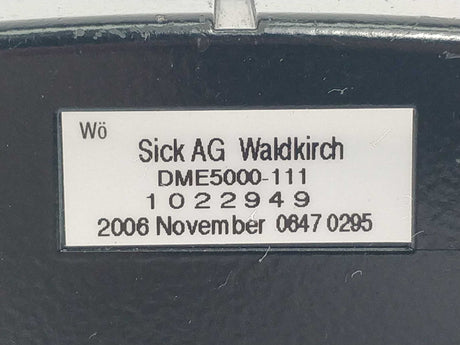 Wö
Sick AG Waldkirch
DME5000-111
1022949
2006 November 0647 0295